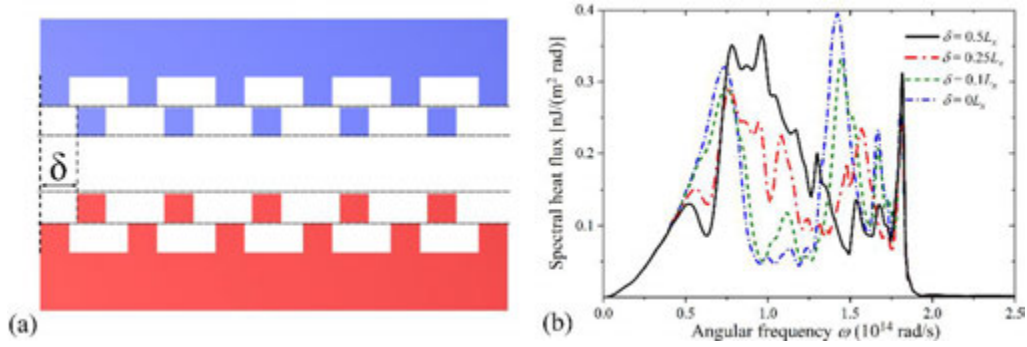 (a)
δ
(b)
Spectral heat flux [nJ/(m² rad)]
0.4
0.3
0.2
0.1
δ = 0.5Lₓ
δ = 0.25Lₓ
δ = 0.1Lₓ
δ = 0Lₓ
0.0 0.5 1.0 1.5 2.0 2.5
Angular frequency ω (10¹⁴ rad/s)